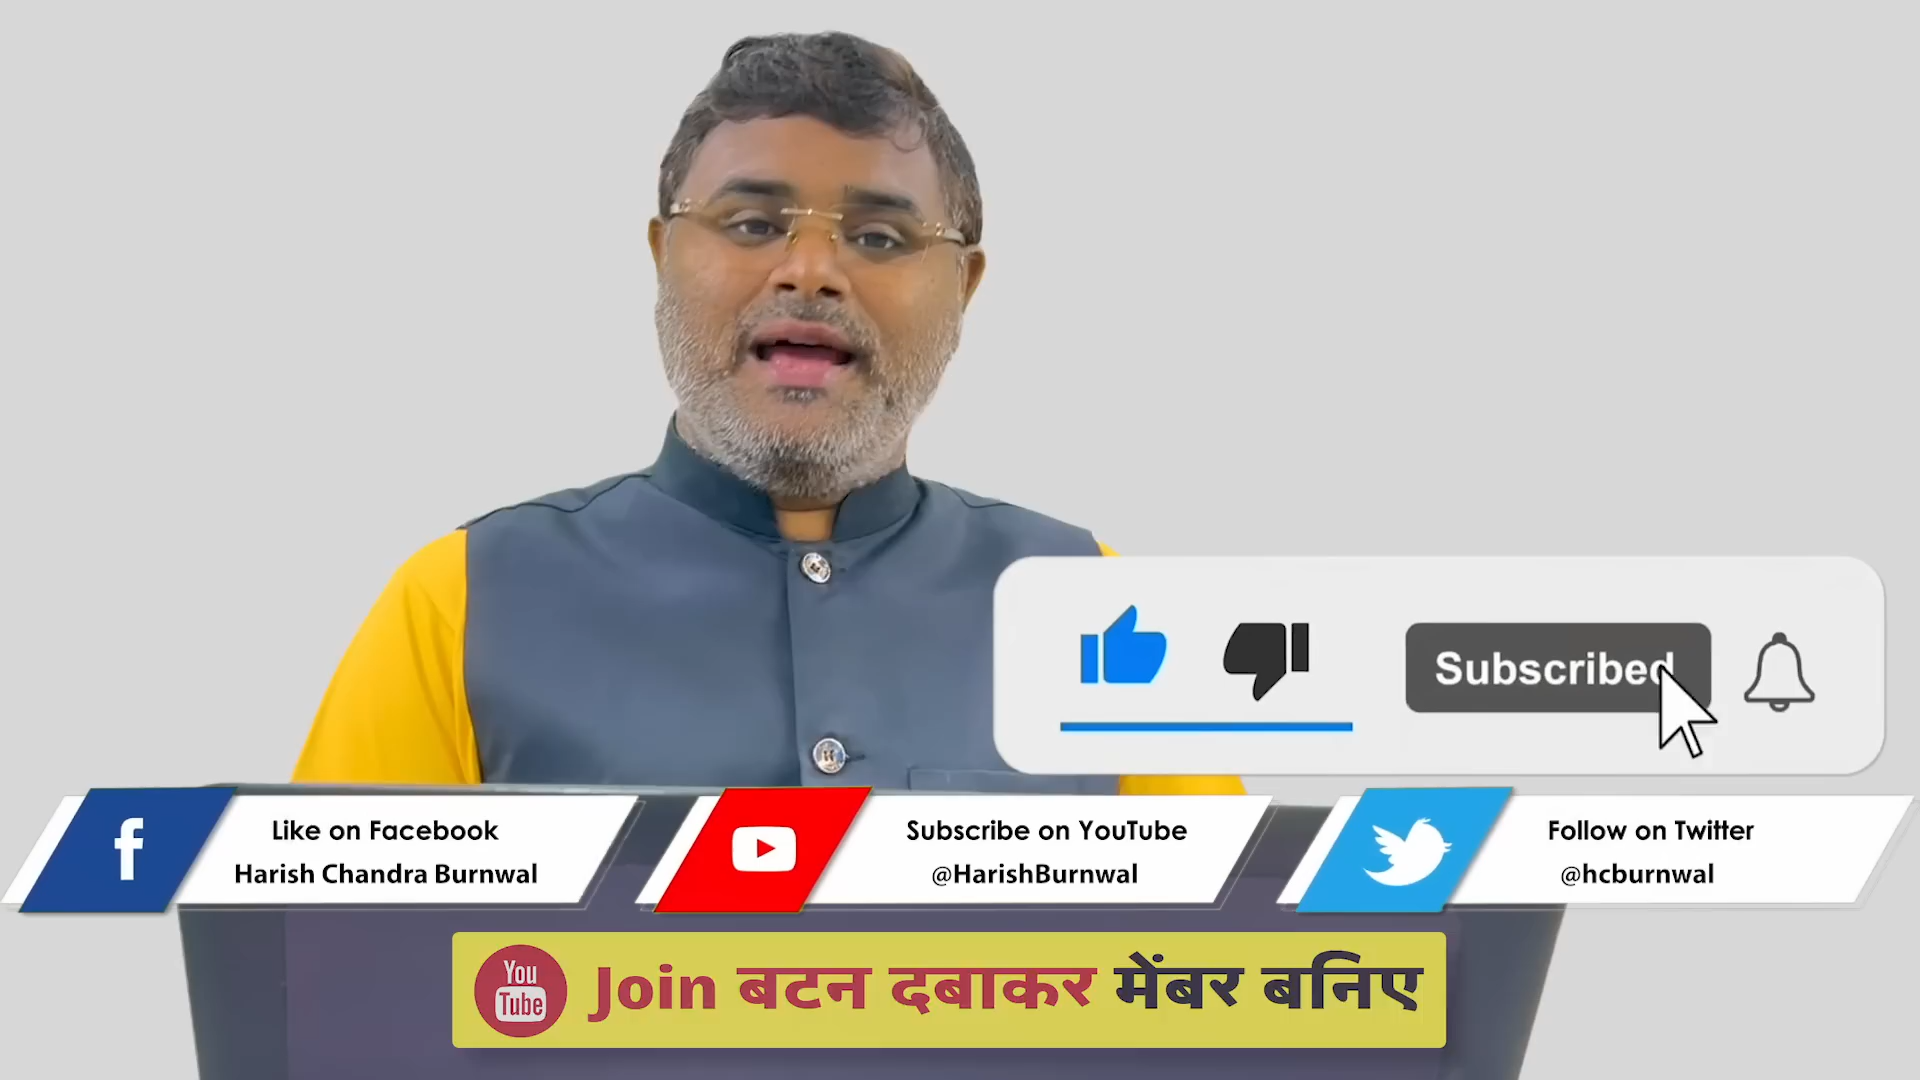 Subscribed
Like on Facebook
Harish Chandra Burnwal
Subscribe on YouTube
@HarishBurnwal
Follow on Twitter
@hcburnwal
You
Tube
Join बटन दबाकर मेंबर बनिए